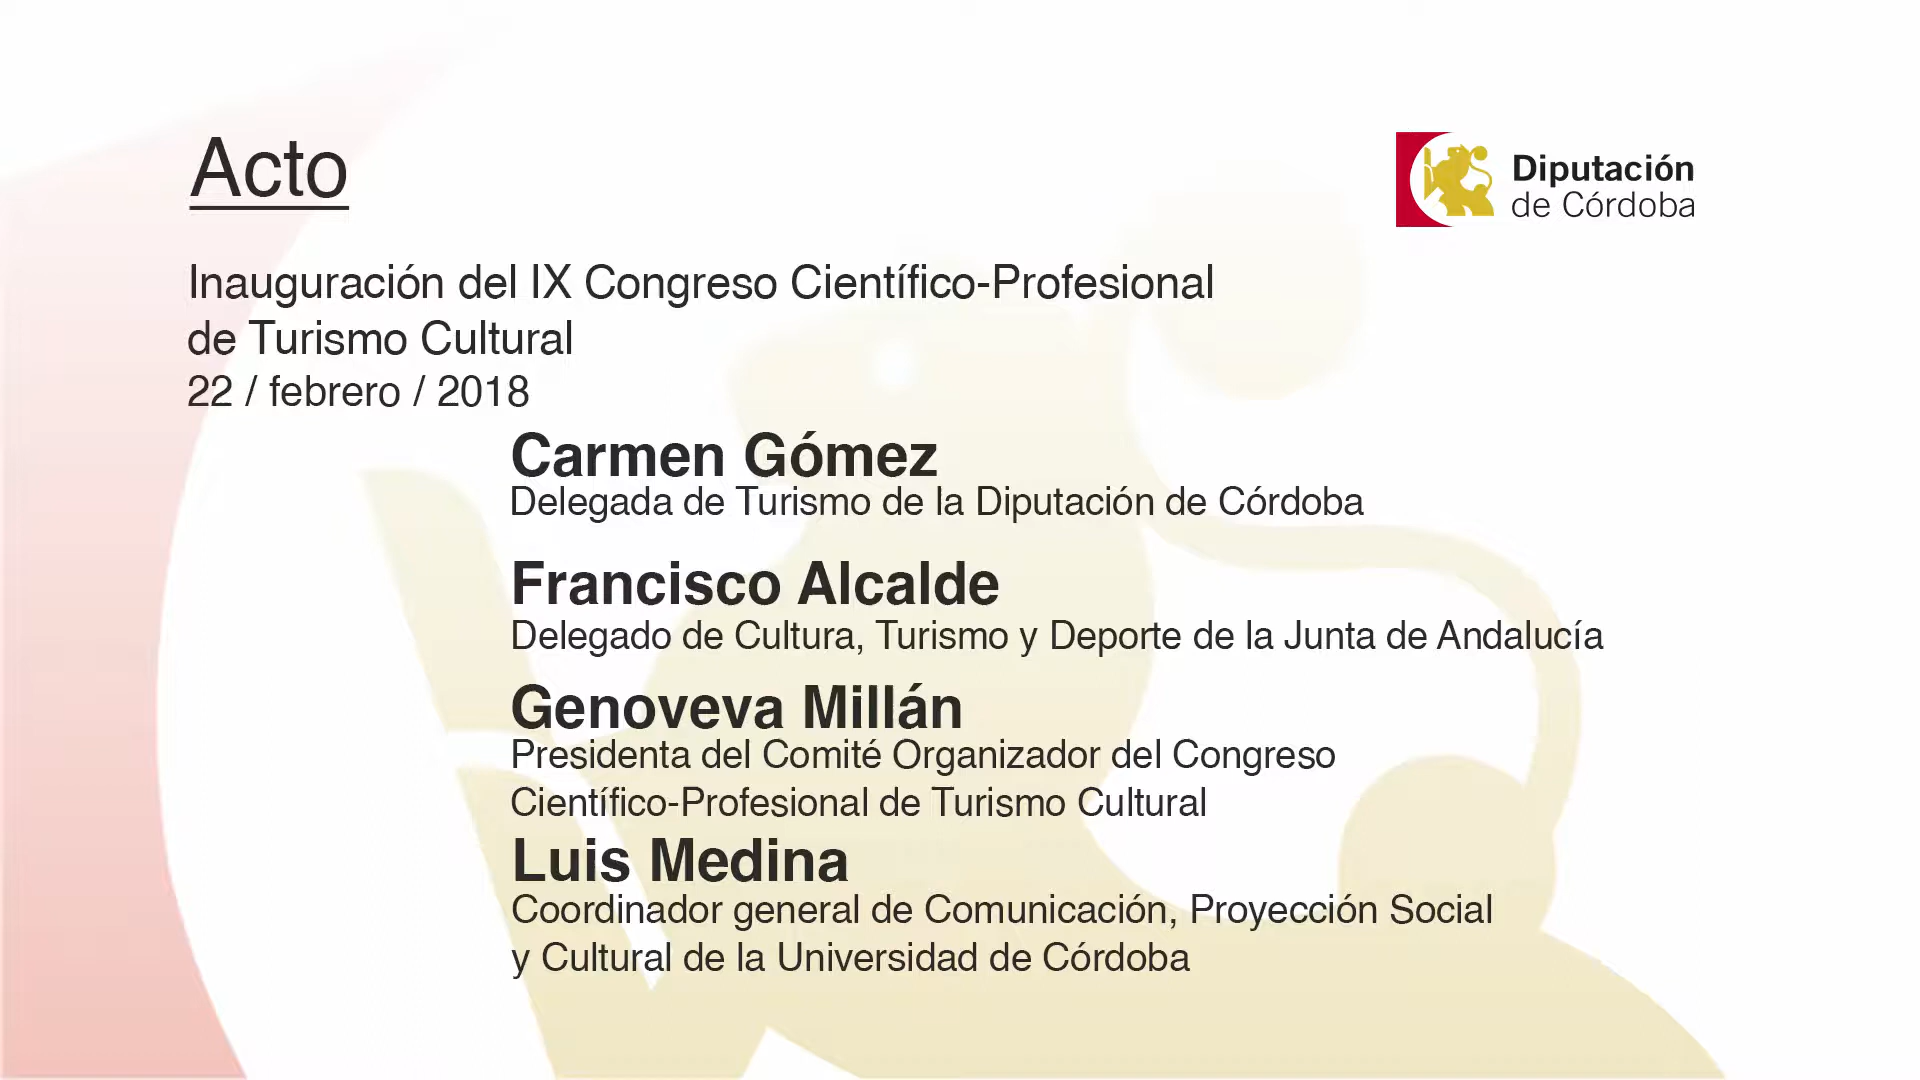 Acto
Diputación
de Córdoba
Inauguración del IX Congreso Científico-Profesional
de Turismo Cultural
22 / febrero / 2018
Carmen Gómez
Delegada de Turismo de la Diputación de Córdoba
Francisco Alcalde
Delegado de Cultura, Turismo y Deporte de la Junta de Andalucía
Genoveva Millán
Presidenta del Comité Organizador del Congreso
Científico-Profesional de Turismo Cultural
Luis Medina
Coordinador general de Comunicación, Proyección Social
y Cultural de la Universidad de Córdoba